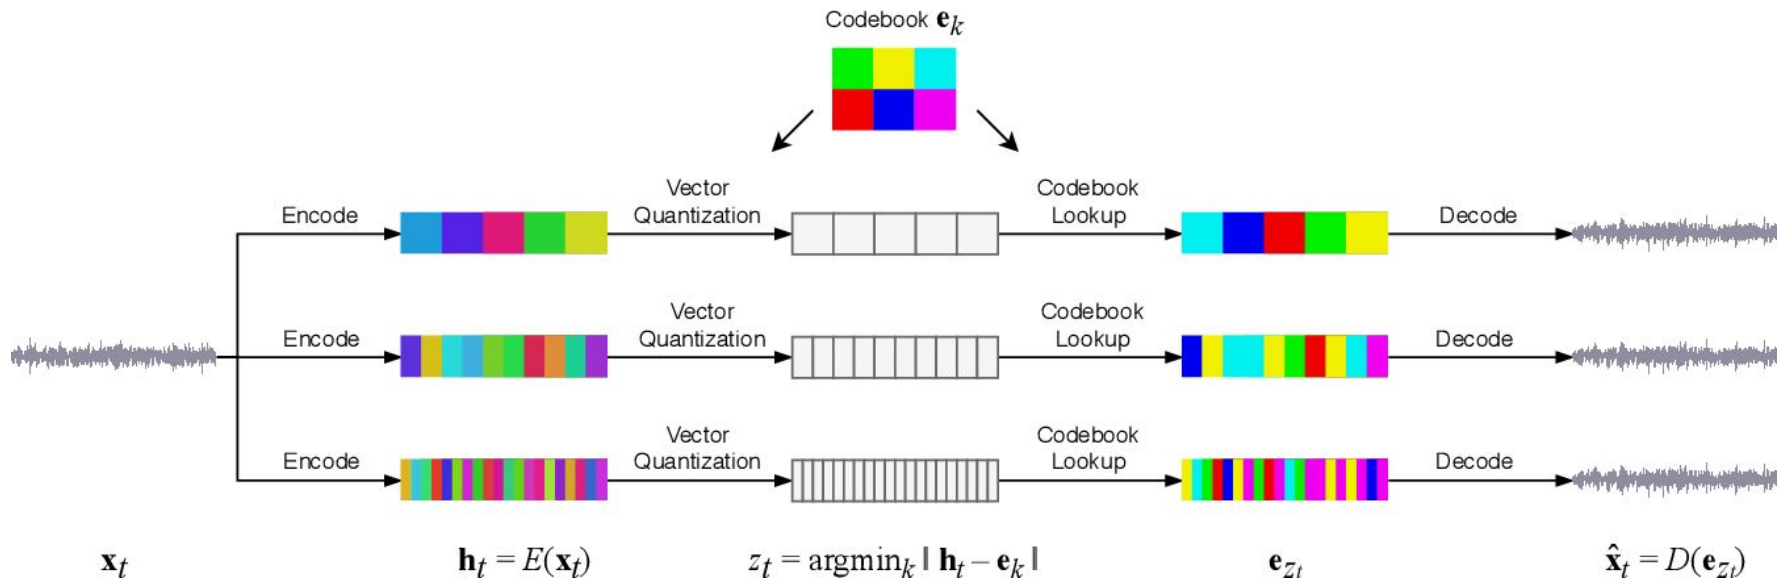 Codebook eₖ
Vector
Quantization
Codebook
Lookup
Encode
Decode
Vector
Quantization
Codebook
Lookup
Encode
Decode
Vector
Quantization
Codebook
Lookup
Encode
Decode
x_t
h_t = E(x_t)
z_t = argmin_k ‖ h_t − e_k ‖
e_{z_t}
x̂_t = D(e_{z_t})